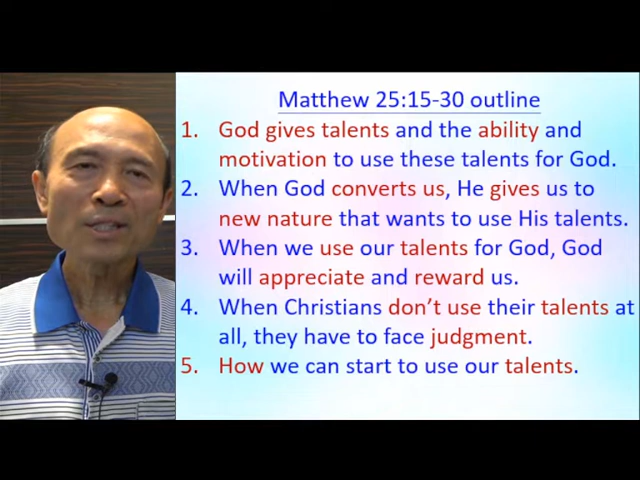 Matthew 25:15-30 outline
1. God gives talents and the ability and
motivation to use these talents for God.
2. When God converts us, He gives us to
new nature that wants to use His talents.
3. When we use our talents for God, God
will appreciate and reward us.
4. When Christians don’t use their talents at
all, they have to face judgment.
5. How we can start to use our talents.